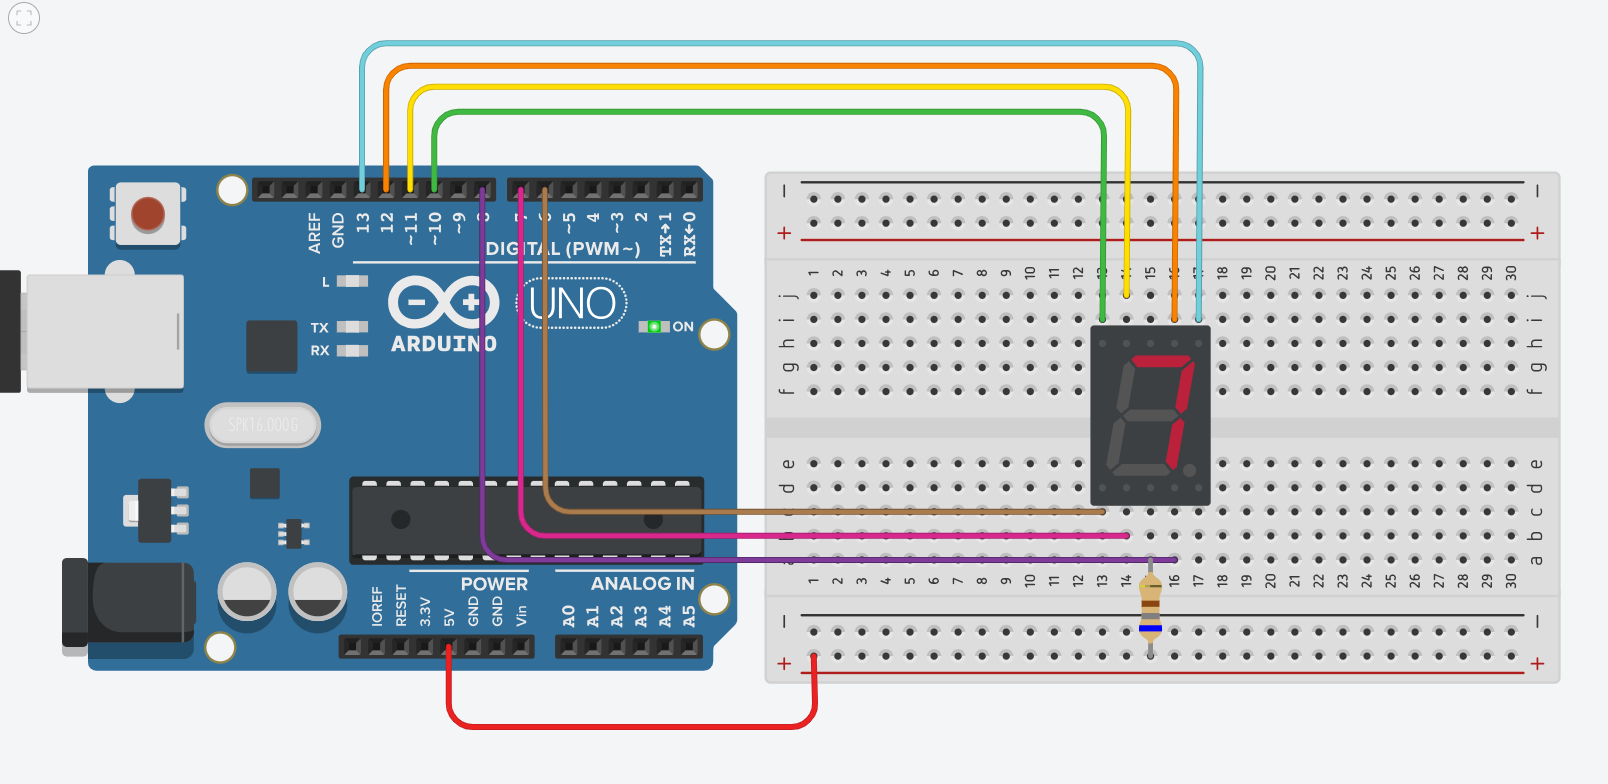 AREF
GND
13
12
~11
~10
~9
8
7
6
~5
4
~3
2
TX→1
RX←0
DIGITAL (PWM~)
L
TX
RX
ARDUINO
UNO
ON
SPK16.000G
POWER
ANALOG IN
IOREF
RESET
3.3V
5V
GND
GND
Vin
A0
A1
A2
A3
A4
A5
− −
+ +
1 2 3 4 5 6 7 8 9 10 11 12 13 14 15 16 17 18 19 20 21 22 23 24 25 26 27 28 29 30
j j
i i
h h
g g
f f
7
e e
d d
c c
b b
a a
1 2 3 4 5 6 7 8 9 10 11 12 13 14 15 16 17 18 19 20 21 22 23 24 25 26 27 28 29 30
− −
+ +